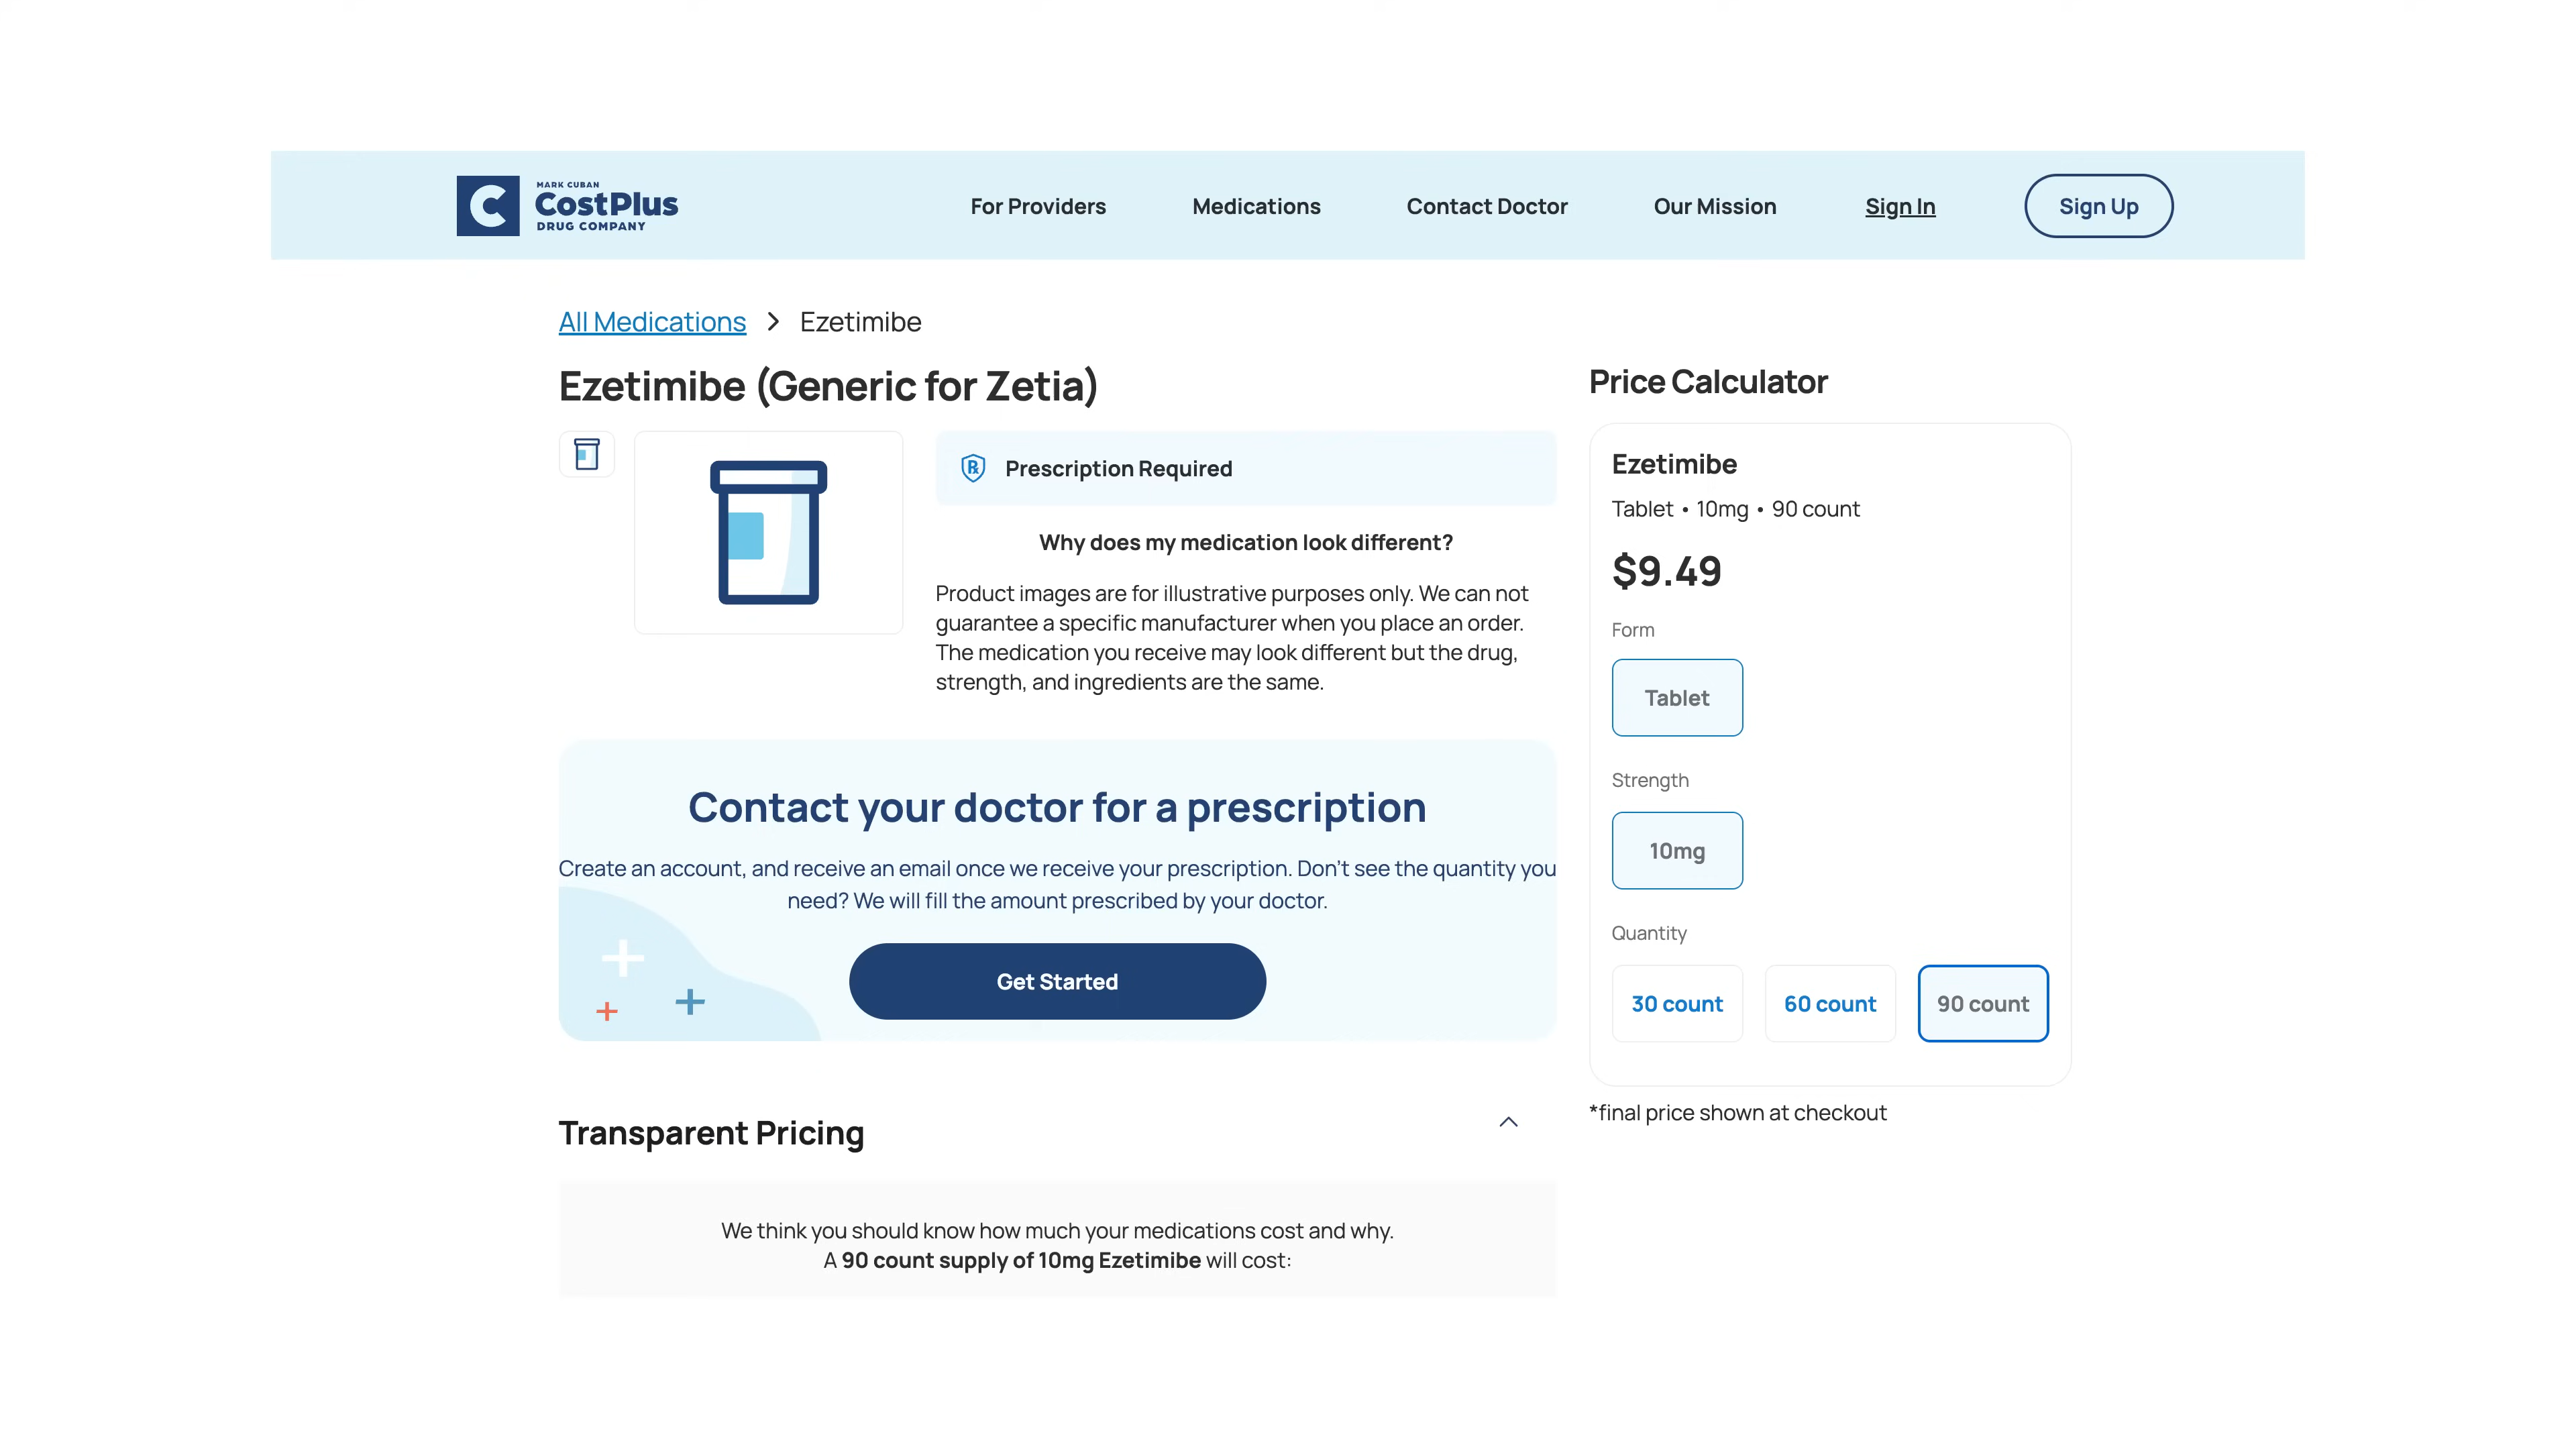 MARK CUBAN
CostPlus
DRUG COMPANY
For Providers
Medications
Contact Doctor
Our Mission
Sign In
Sign Up
All Medications > Ezetimibe
Ezetimibe (Generic for Zetia)
Prescription Required
Why does my medication look different?
Product images are for illustrative purposes only. We can not
guarantee a specific manufacturer when you place an order.
The medication you receive may look different but the drug,
strength, and ingredients are the same.
Contact your doctor for a prescription
Create an account, and receive an email once we receive your prescription. Don't see the quantity you
need? We will fill the amount prescribed by your doctor.
Get Started
Transparent Pricing
We think you should know how much your medications cost and why.
A 90 count supply of 10mg Ezetimibe will cost:
Price Calculator
Ezetimibe
Tablet • 10mg • 90 count
$9.49
Form
Tablet
Strength
10mg
Quantity
30 count
60 count
90 count
*final price shown at checkout